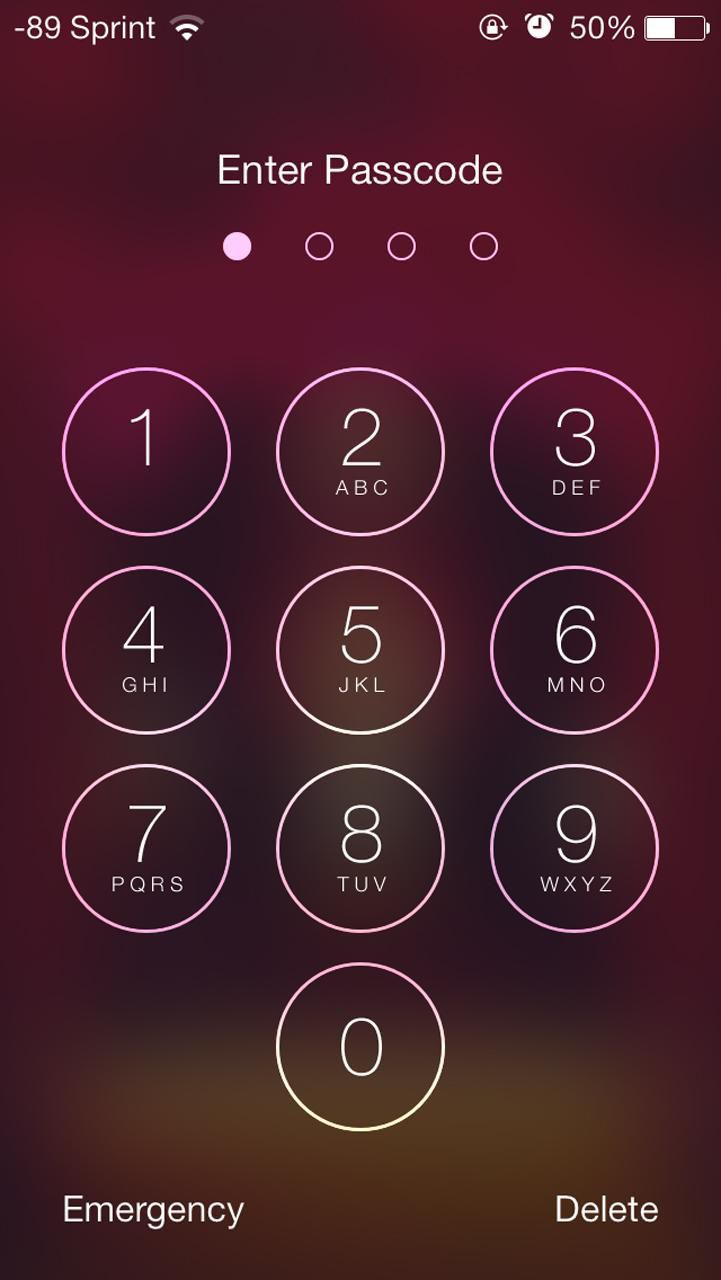 -89 Sprint 50%
Enter Passcode
1 2 3
ABC DEF
4 5 6
GHI JKL MNO
7 8 9
PQRS TUV WXYZ
0
Emergency Delete